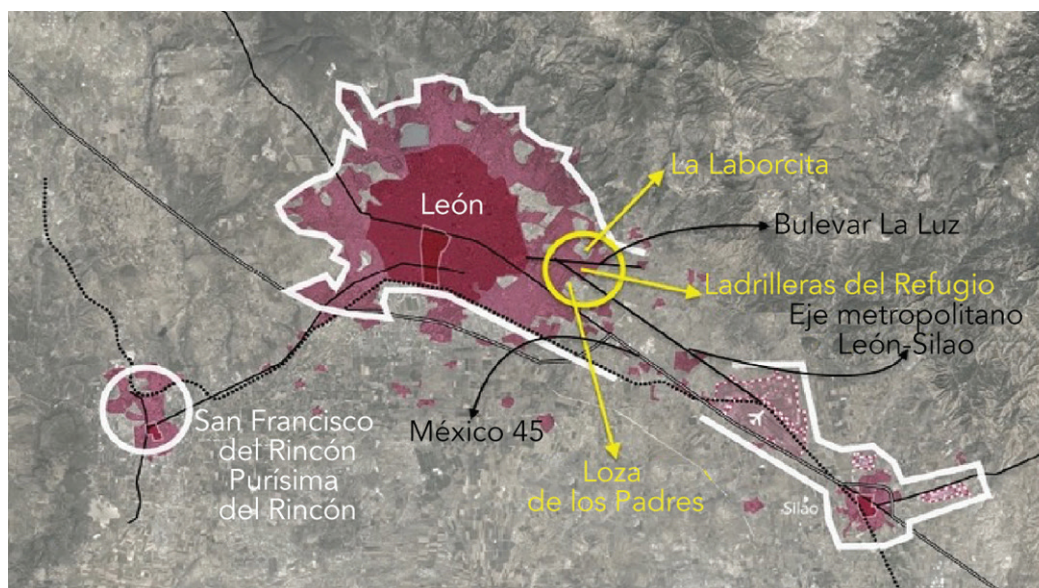 La Laborcita
León
Bulevar La Luz
Ladrilleras del Refugio
Eje metropolitano
León-Silao
San Francisco
del Rincón
Purísima
del Rincón
México 45
Loza
de los Padres
Silao